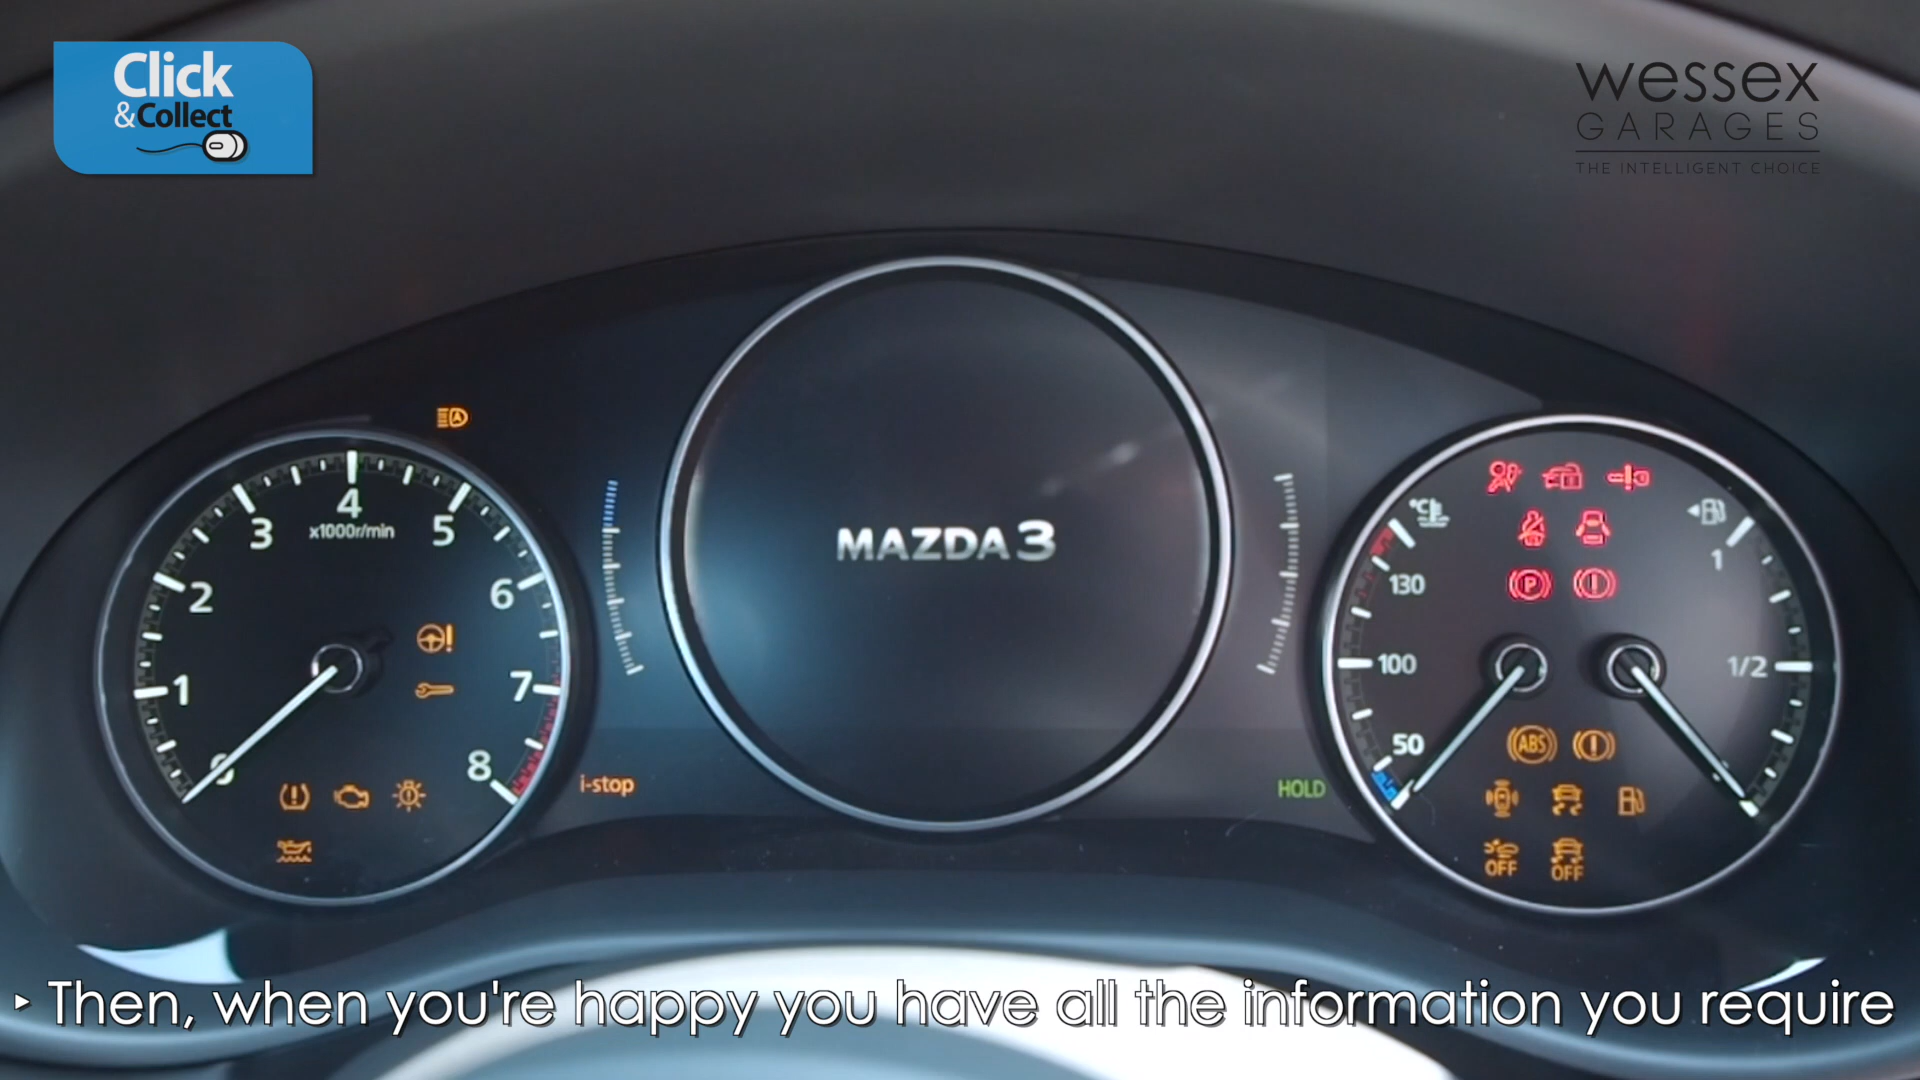 Click
&Collect
wessex
GARAGES
THE INTELLIGENT CHOICE
4
3
5
x1000r/min
2
6
1
7
8
0
i-stop
MAZDA3
HOLD
°C
130
100
50
1
1/2
P
ABS
OFF
OFF
Then, when you're happy you have all the information you require